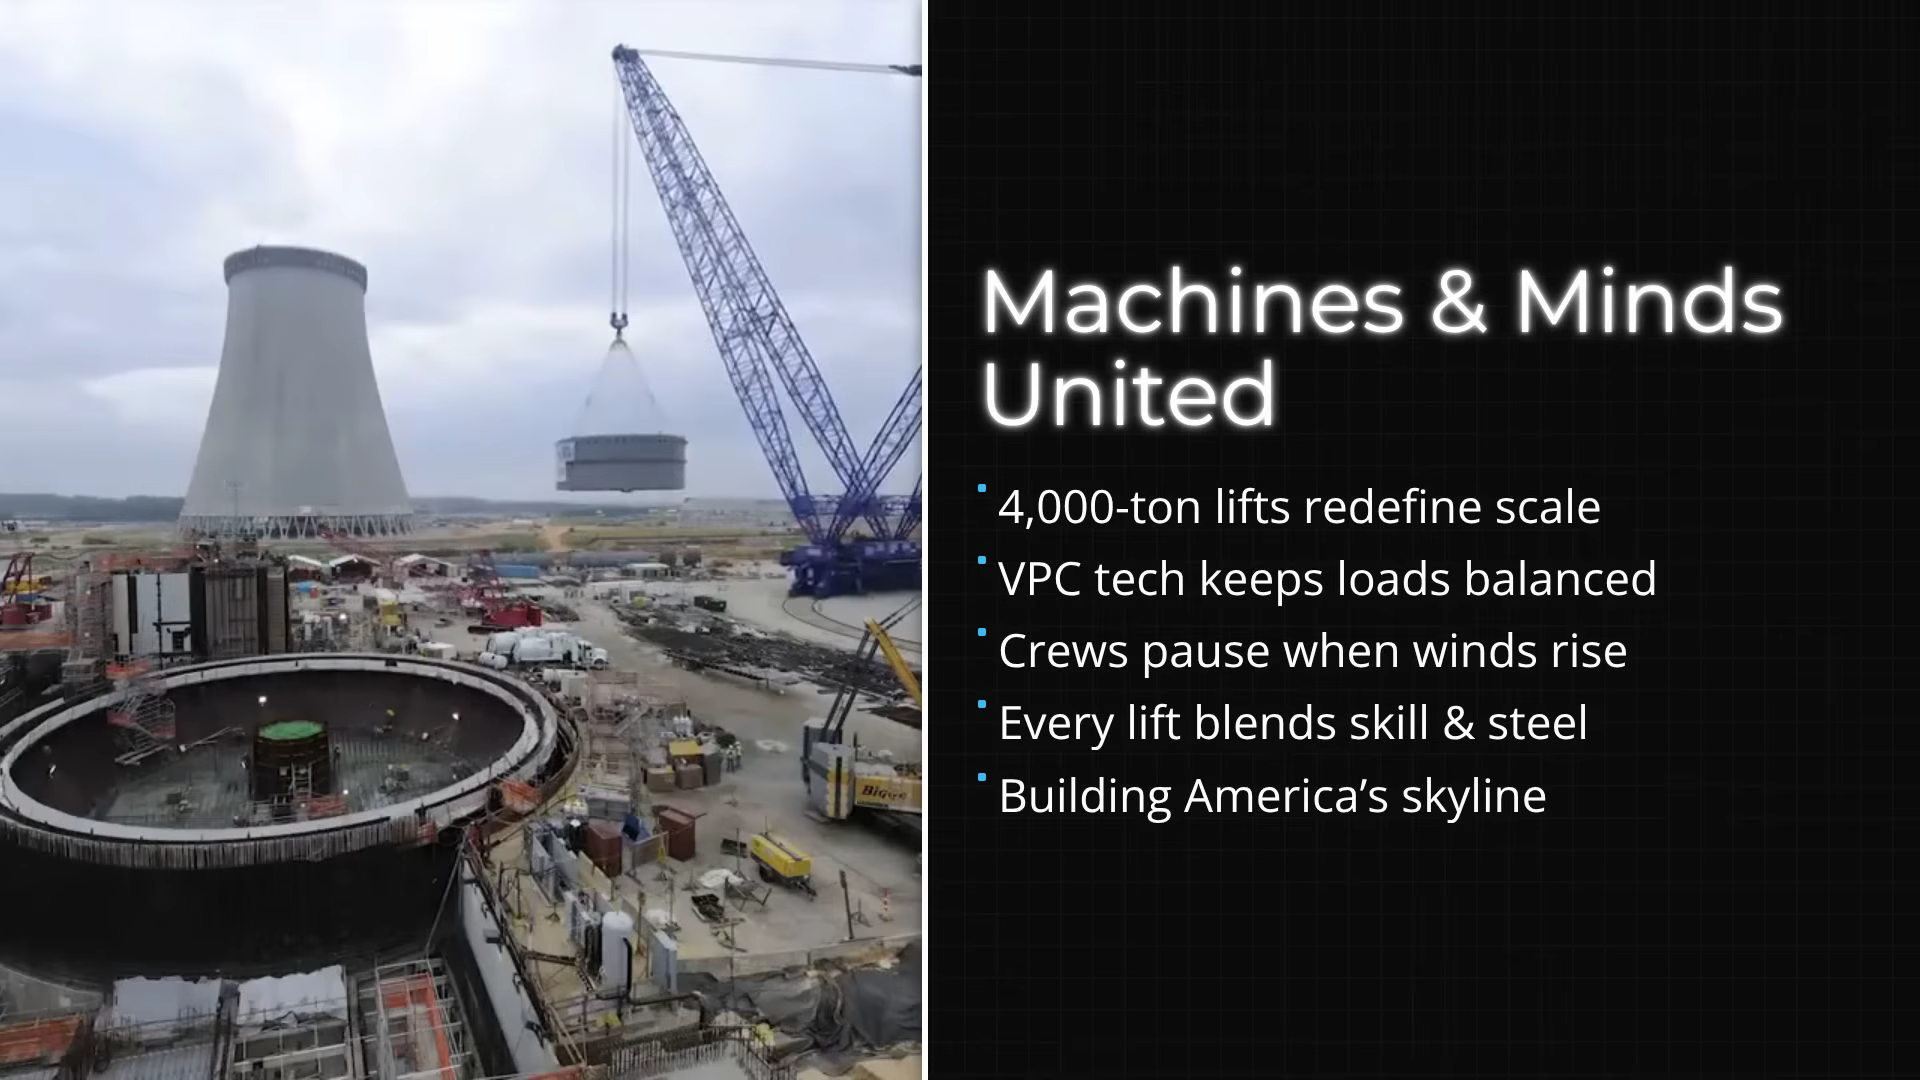 Machines & Minds
United
4,000-ton lifts redefine scale
VPC tech keeps loads balanced
Crews pause when winds rise
Every lift blends skill & steel
Building America’s skyline
Bigge